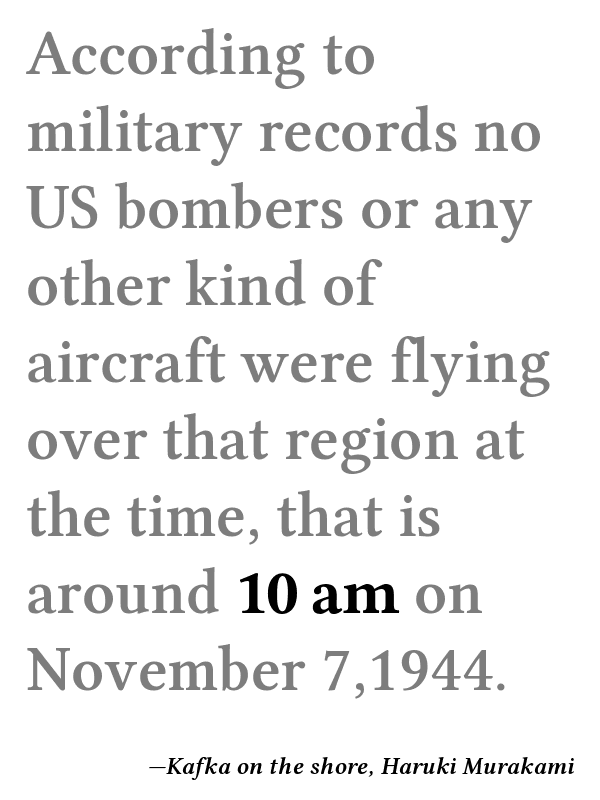 According to
military records no
US bombers or any
other kind of
aircraft were flying
over that region at
the time, that is
around 10 am on
November 7,1944.
—Kafka on the shore, Haruki Murakami